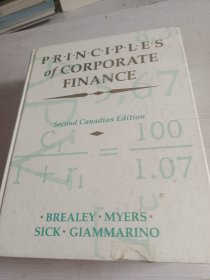 PRINCIPLES
of CORPORATE
FINANCE
Second Canadian Edition
C₁
1 + r₁
=
100
1.07
• BREALEY • MYERS •
SICK • GIAMMARINO